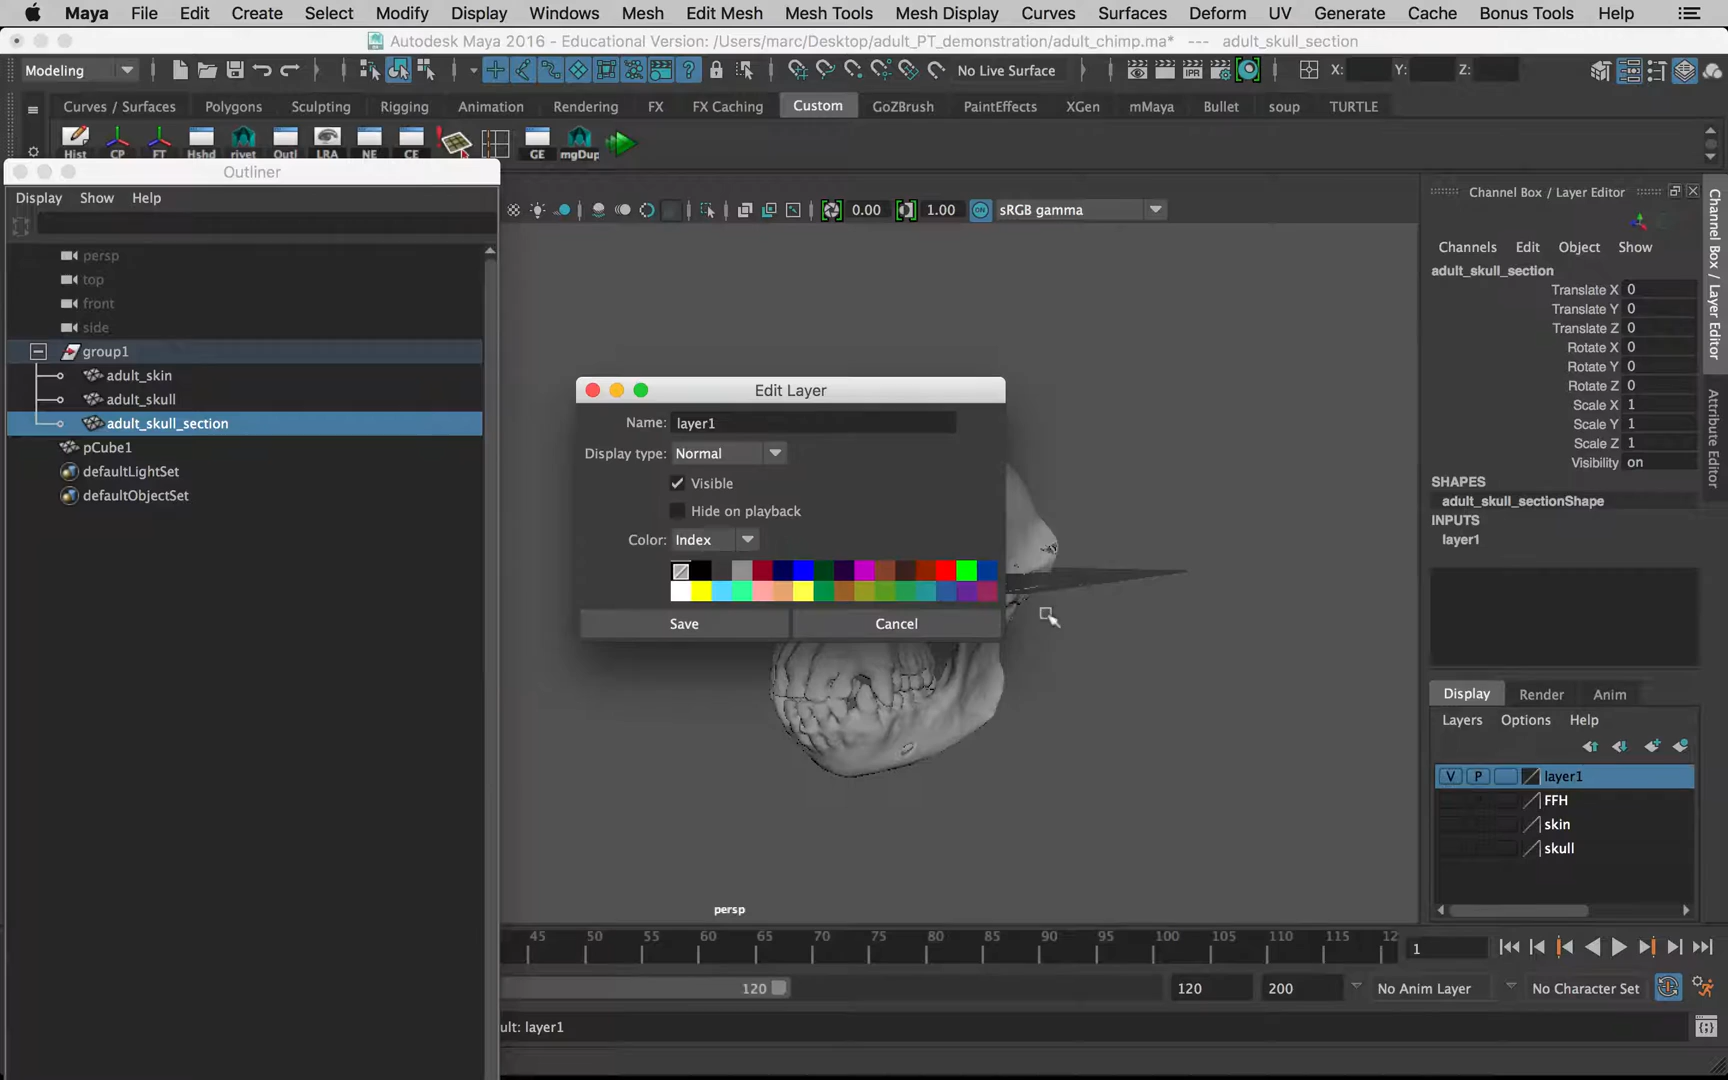 Maya File Edit Create Select Modify Display Windows Mesh Edit Mesh Mesh Tools Mesh Display Curves Surfaces Deform UV Generate Cache Bonus Tools Help
Autodesk Maya 2016 - Educational Version: /Users/marc/Desktop/adult_PT_demonstration/adult_chimp.ma* --- adult_skull_section
Modeling No Live Surface X: Y: Z:
Curves / Surfaces Polygons Sculpting Rigging Animation Rendering FX FX Caching Custom GoZBrush PaintEffects XGen mMaya Bullet soup TURTLE
Hist CP FT Hshd rivet Outl LRA NE CE GE mgDup
IPR
Outliner
Display Show Help
persp
top
front
side
group1
adult_skin
adult_skull
adult_skull_section
pCube1
defaultLightSet
defaultObjectSet
0.00 1.00 ON sRGB gamma
Edit Layer
Name: layer1
Display type: Normal
Visible
Hide on playback
Color: Index
Save Cancel
persp
Channel Box / Layer Editor
Channels Edit Object Show
adult_skull_section
Translate X 0
Translate Y 0
Translate Z 0
Rotate X 0
Rotate Y 0
Rotate Z 0
Scale X 1
Scale Y 1
Scale Z 1
Visibility on
SHAPES
adult_skull_sectionShape
INPUTS
layer1
Display Render Anim
Layers Options Help
V P layer1
FFH
skin
skull
Channel Box / Layer Editor
Attribute Editor
45 50 55 60 65 70 75 80 85 90 95 100 105 110 115 12
1
120 120 200 No Anim Layer No Character Set
ult: layer1